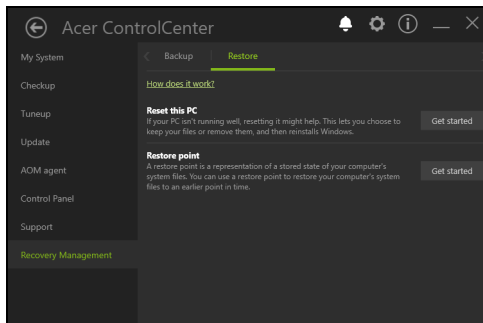 Acer ControlCenter
My System
Checkup
Tuneup
Update
AOM agent
Control Panel
Support
Recovery Management
Backup
Restore
How does it work?
Reset this PC
If your PC isn't running well, resetting it might help. This lets you choose to
keep your files or remove them, and then reinstalls Windows.
Get started
Restore point
A restore point is a representation of a stored state of your computer's
system files. You can use a restore point to restore your computer's system
files to an earlier point in time.
Get started